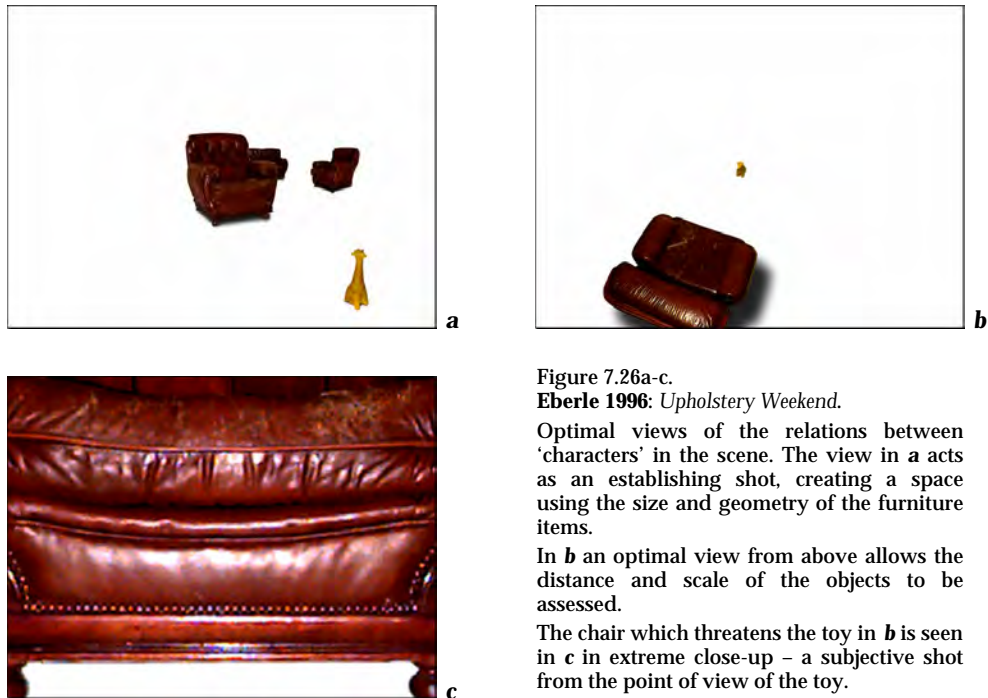 a
b
c
Figure 7.26a-c.
Eberle 1996: Upholstery Weekend.
Optimal views of the relations between
‘characters’ in the scene. The view in a acts
as an establishing shot, creating a space
using the size and geometry of the furniture
items.
In b an optimal view from above allows the
distance and scale of the objects to be
assessed.
The chair which threatens the toy in b is seen
in c in extreme close-up – a subjective shot
from the point of view of the toy.